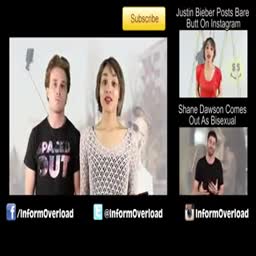 Subscribe
Justin Bieber Posts Bare
Butt On Instagram
SPACED
OUT
$ $
Shane Dawson Comes
Out As Bisexual
f /InformOverload
@InformOverload
InformOverload